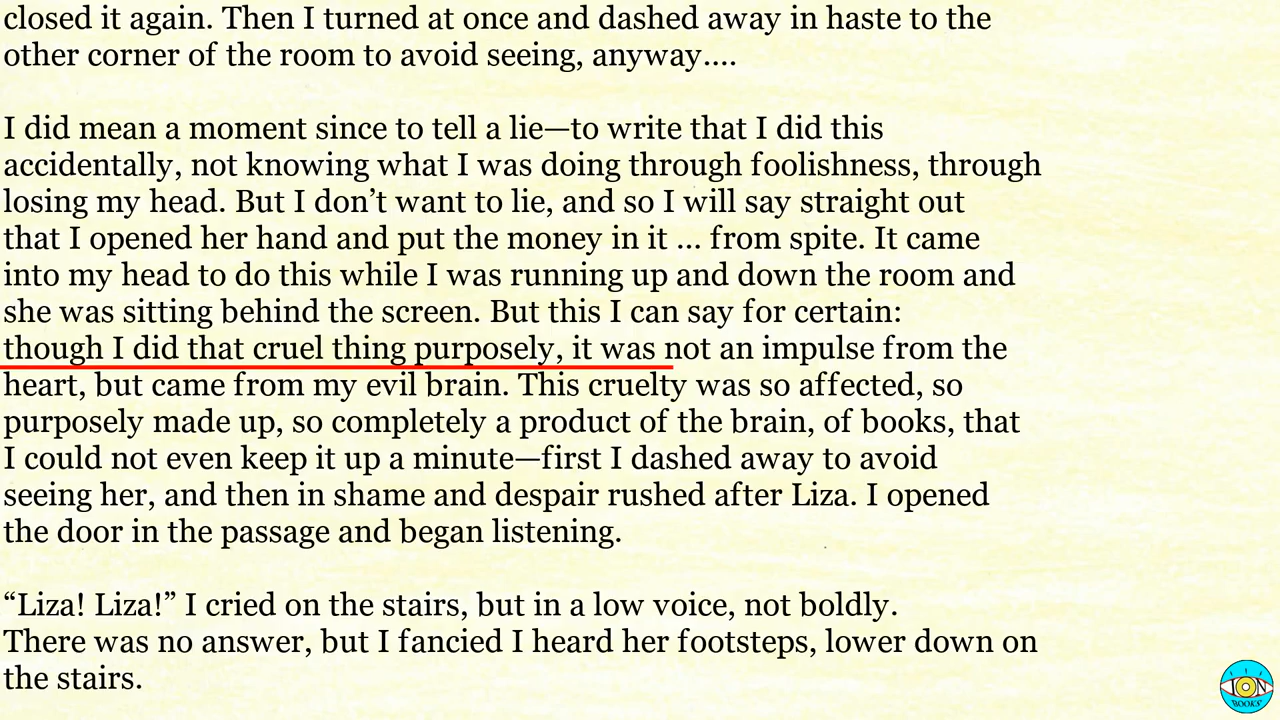 closed it again. Then I turned at once and dashed away in haste to the
other corner of the room to avoid seeing, anyway....
I did mean a moment since to tell a lie—to write that I did this
accidentally, not knowing what I was doing through foolishness, through
losing my head. But I don’t want to lie, and so I will say straight out
that I opened her hand and put the money in it ... from spite. It came
into my head to do this while I was running up and down the room and
she was sitting behind the screen. But this I can say for certain:
though I did that cruel thing purposely, it was not an impulse from the
heart, but came from my evil brain. This cruelty was so affected, so
purposely made up, so completely a product of the brain, of books, that
I could not even keep it up a minute—first I dashed away to avoid
seeing her, and then in shame and despair rushed after Liza. I opened
the door in the passage and began listening.
“Liza! Liza!” I cried on the stairs, but in a low voice, not boldly.
There was no answer, but I fancied I heard her footsteps, lower down on
the stairs.
ION
BOOKS